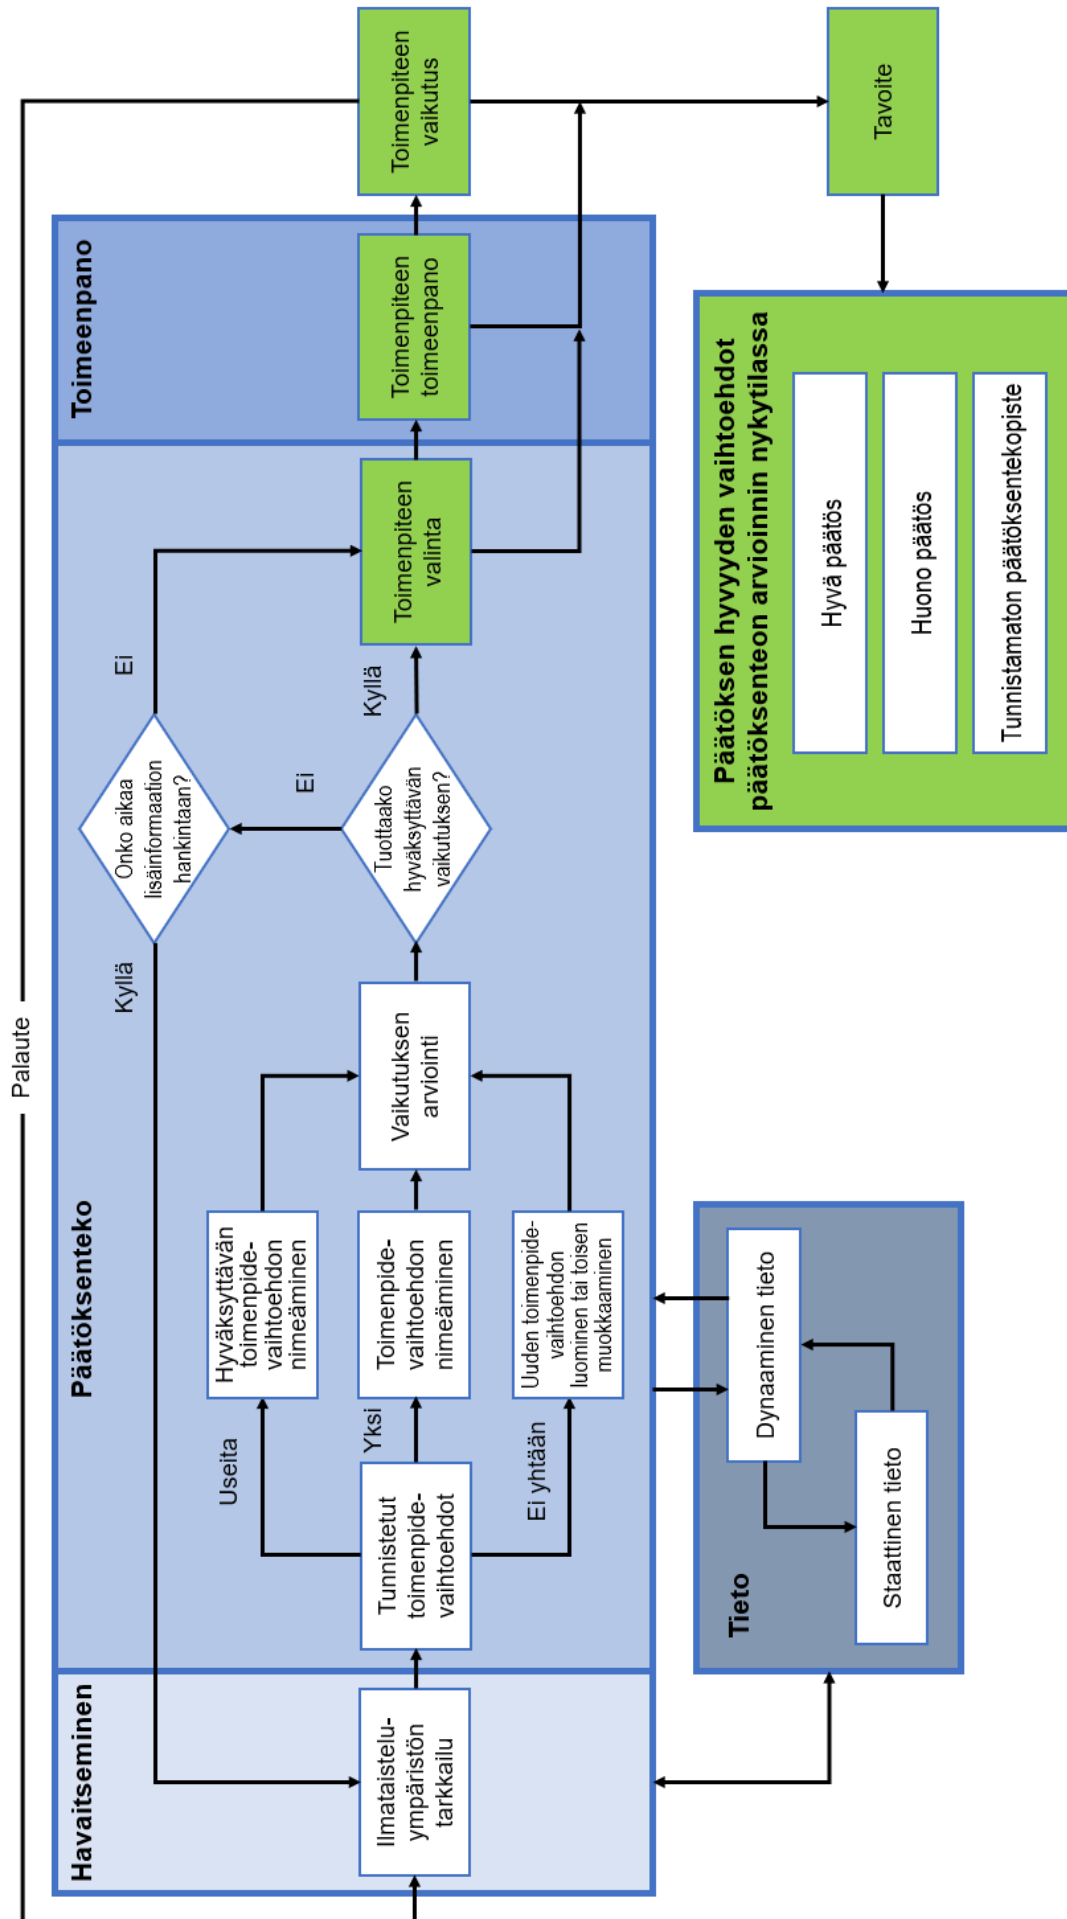 Palaute
Havaitseminen
Ilmataistelu-
ympäristön
tarkkailu
Päätöksenteko
Tunnistetut
toimenpide-
vaihtoehdot
Useita
Yksi
Ei yhtään
Hyväksyttävän
toimenpide-
vaihtoehdon
nimeäminen
Toimenpide-
vaihtoehdon
nimeäminen
Uuden toimenpide-
vaihtoehdon
luominen tai toisen
muokkaaminen
Vaikutuksen
arviointi
Tuottaako
hyväksyttävän
vaikutuksen?
Ei
Kyllä
Onko aikaa
lisäinformaation
hankintaan?
Kyllä
Ei
Toimenpiteen
valinta
Toimeenpano
Toimenpiteen
toimeenpano
Toimenpiteen
vaikutus
Tavoite
Tieto
Staattinen tieto
Dynaaminen tieto
Päätöksen hyvyyden vaihtoehdot
päätöksenteon arvioinnin nykytilassa
Hyvä päätös
Huono päätös
Tunnistamaton päätöksentekopiste